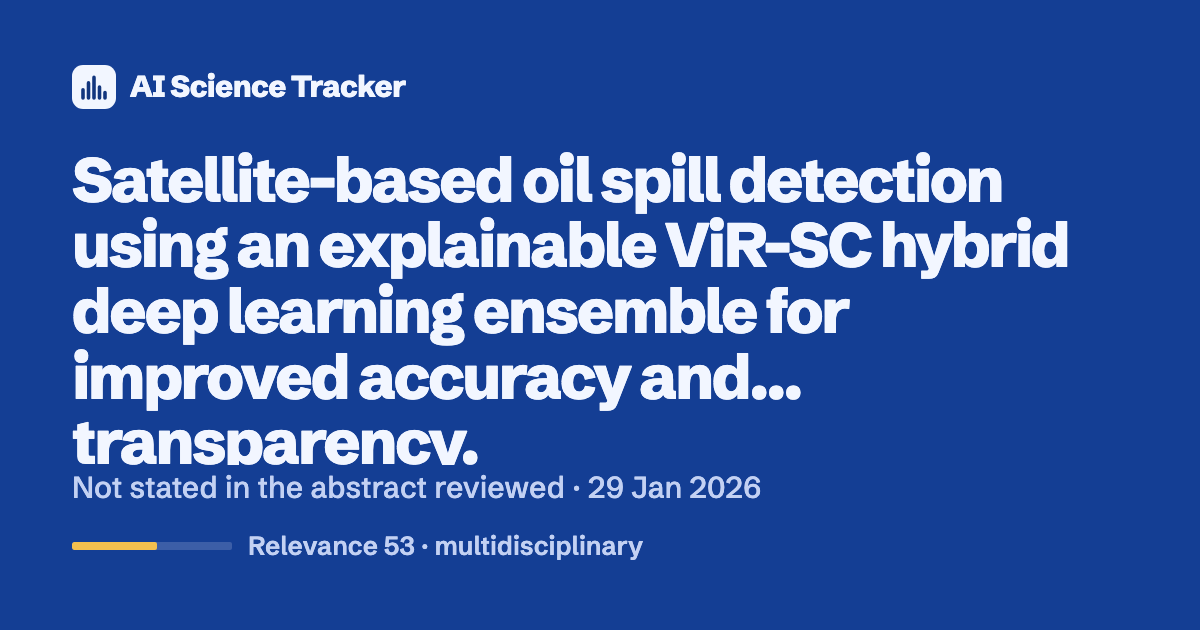 AI Science Tracker
Satellite-based oil spill detection
using an explainable ViR-SC hybrid
deep learning ensemble for
improved accuracy and...
transparency.
Not stated in the abstract reviewed · 29 Jan 2026
Relevance 53 · multidisciplinary